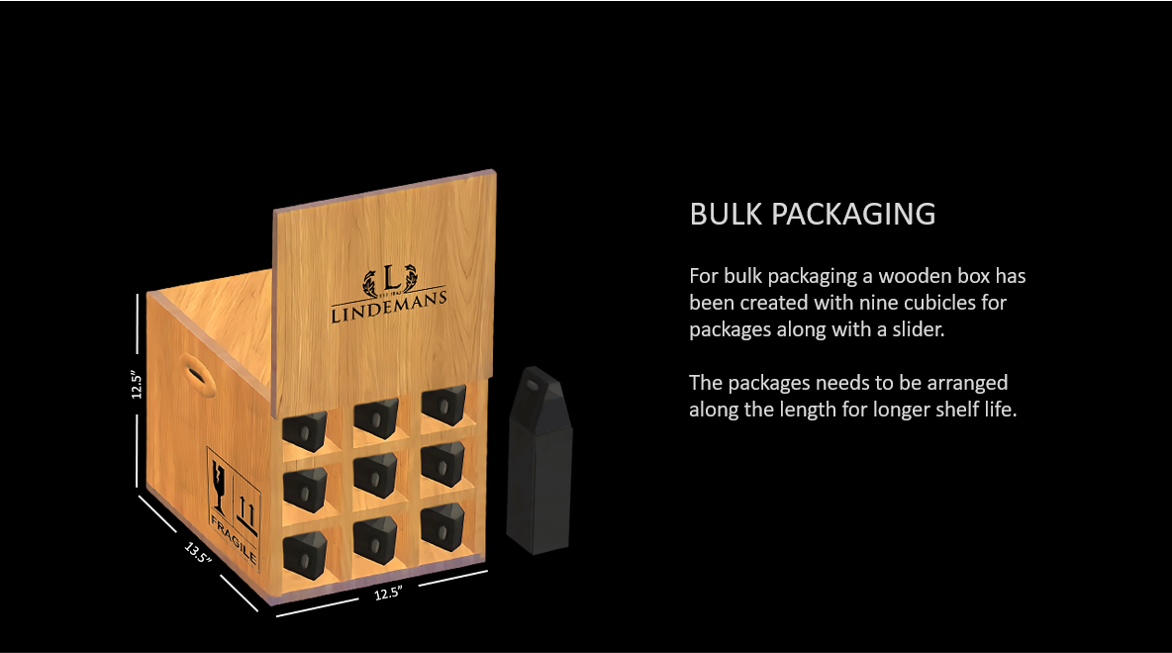 BULK PACKAGING
For bulk packaging a wooden box has
been created with nine cubicles for
packages along with a slider.
The packages needs to be arranged
along the length for longer shelf life.
L
LINDEMANS
12.5”
FRAGILE
13.5”
12.5”